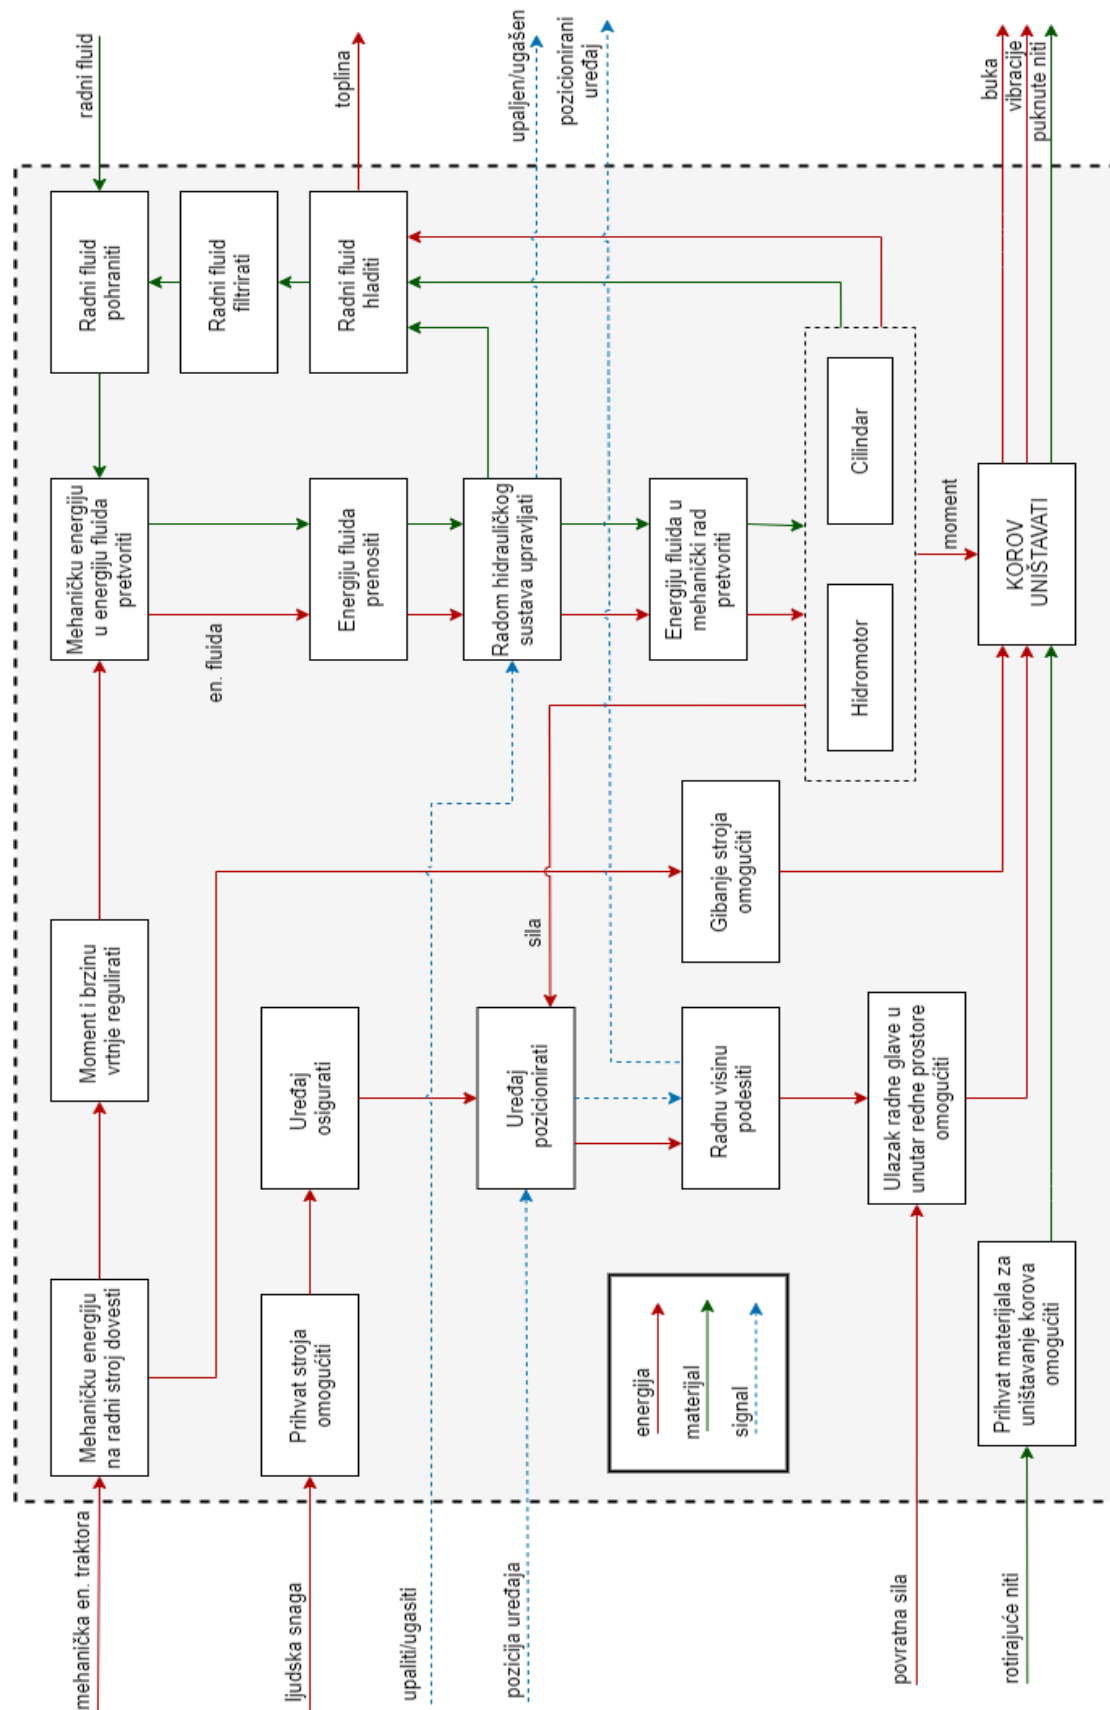 mehanička en. traktora
Mehaničku energiju
na radni stroj dovesti
Moment i brzinu
vrtnje regulirati
Mehaničku energiju
u energiju fluida
pretvoriti
Radni fluid
pohraniti
radni fluid
Radni fluid
filtrirati
en. fluida
ljudska snaga
Prihvat stroja
omogućiti
Uređaj
osigurati
Energiju fluida
prenositi
Radni fluid
hladiti
toplina
upaliti/ugasiti
pozicija uređaja
Uređaj
pozicionirati
sila
Radom hidrauličkog
sustava upravljati
upaljen/ugašen
pozicionirani
uređaj
energija
materijal
signal
Radnu visinu
podesiti
Gibanje stroja
omogućiti
Energiju fluida u
mehanički rad
pretvoriti
Hidromotor
Cilindar
povratna sila
Ulazak radne glave u
unutar redne prostore
omogućiti
moment
rotirajuće niti
Prihvat materijala za
uništavanje korova
omogućiti
KOROV
UNIŠTAVATI
buka
vibracije
puknute niti